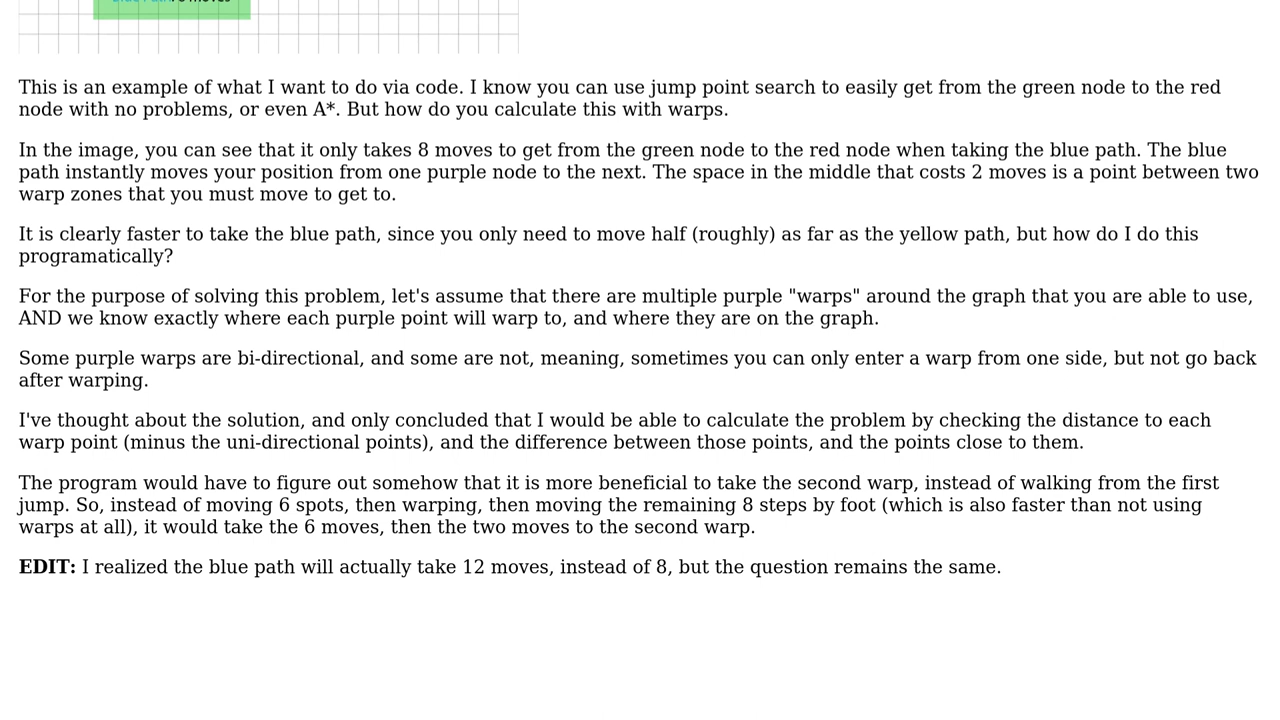 This is an example of what I want to do via code. I know you can use jump point search to easily get from the green node to the red
node with no problems, or even A*. But how do you calculate this with warps.
In the image, you can see that it only takes 8 moves to get from the green node to the red node when taking the blue path. The blue
path instantly moves your position from one purple node to the next. The space in the middle that costs 2 moves is a point between two
warp zones that you must move to get to.
It is clearly faster to take the blue path, since you only need to move half (roughly) as far as the yellow path, but how do I do this
programatically?
For the purpose of solving this problem, let's assume that there are multiple purple "warps" around the graph that you are able to use,
AND we know exactly where each purple point will warp to, and where they are on the graph.
Some purple warps are bi-directional, and some are not, meaning, sometimes you can only enter a warp from one side, but not go back
after warping.
I've thought about the solution, and only concluded that I would be able to calculate the problem by checking the distance to each
warp point (minus the uni-directional points), and the difference between those points, and the points close to them.
The program would have to figure out somehow that it is more beneficial to take the second warp, instead of walking from the first
jump. So, instead of moving 6 spots, then warping, then moving the remaining 8 steps by foot (which is also faster than not using
warps at all), it would take the 6 moves, then the two moves to the second warp.
EDIT: I realized the blue path will actually take 12 moves, instead of 8, but the question remains the same.